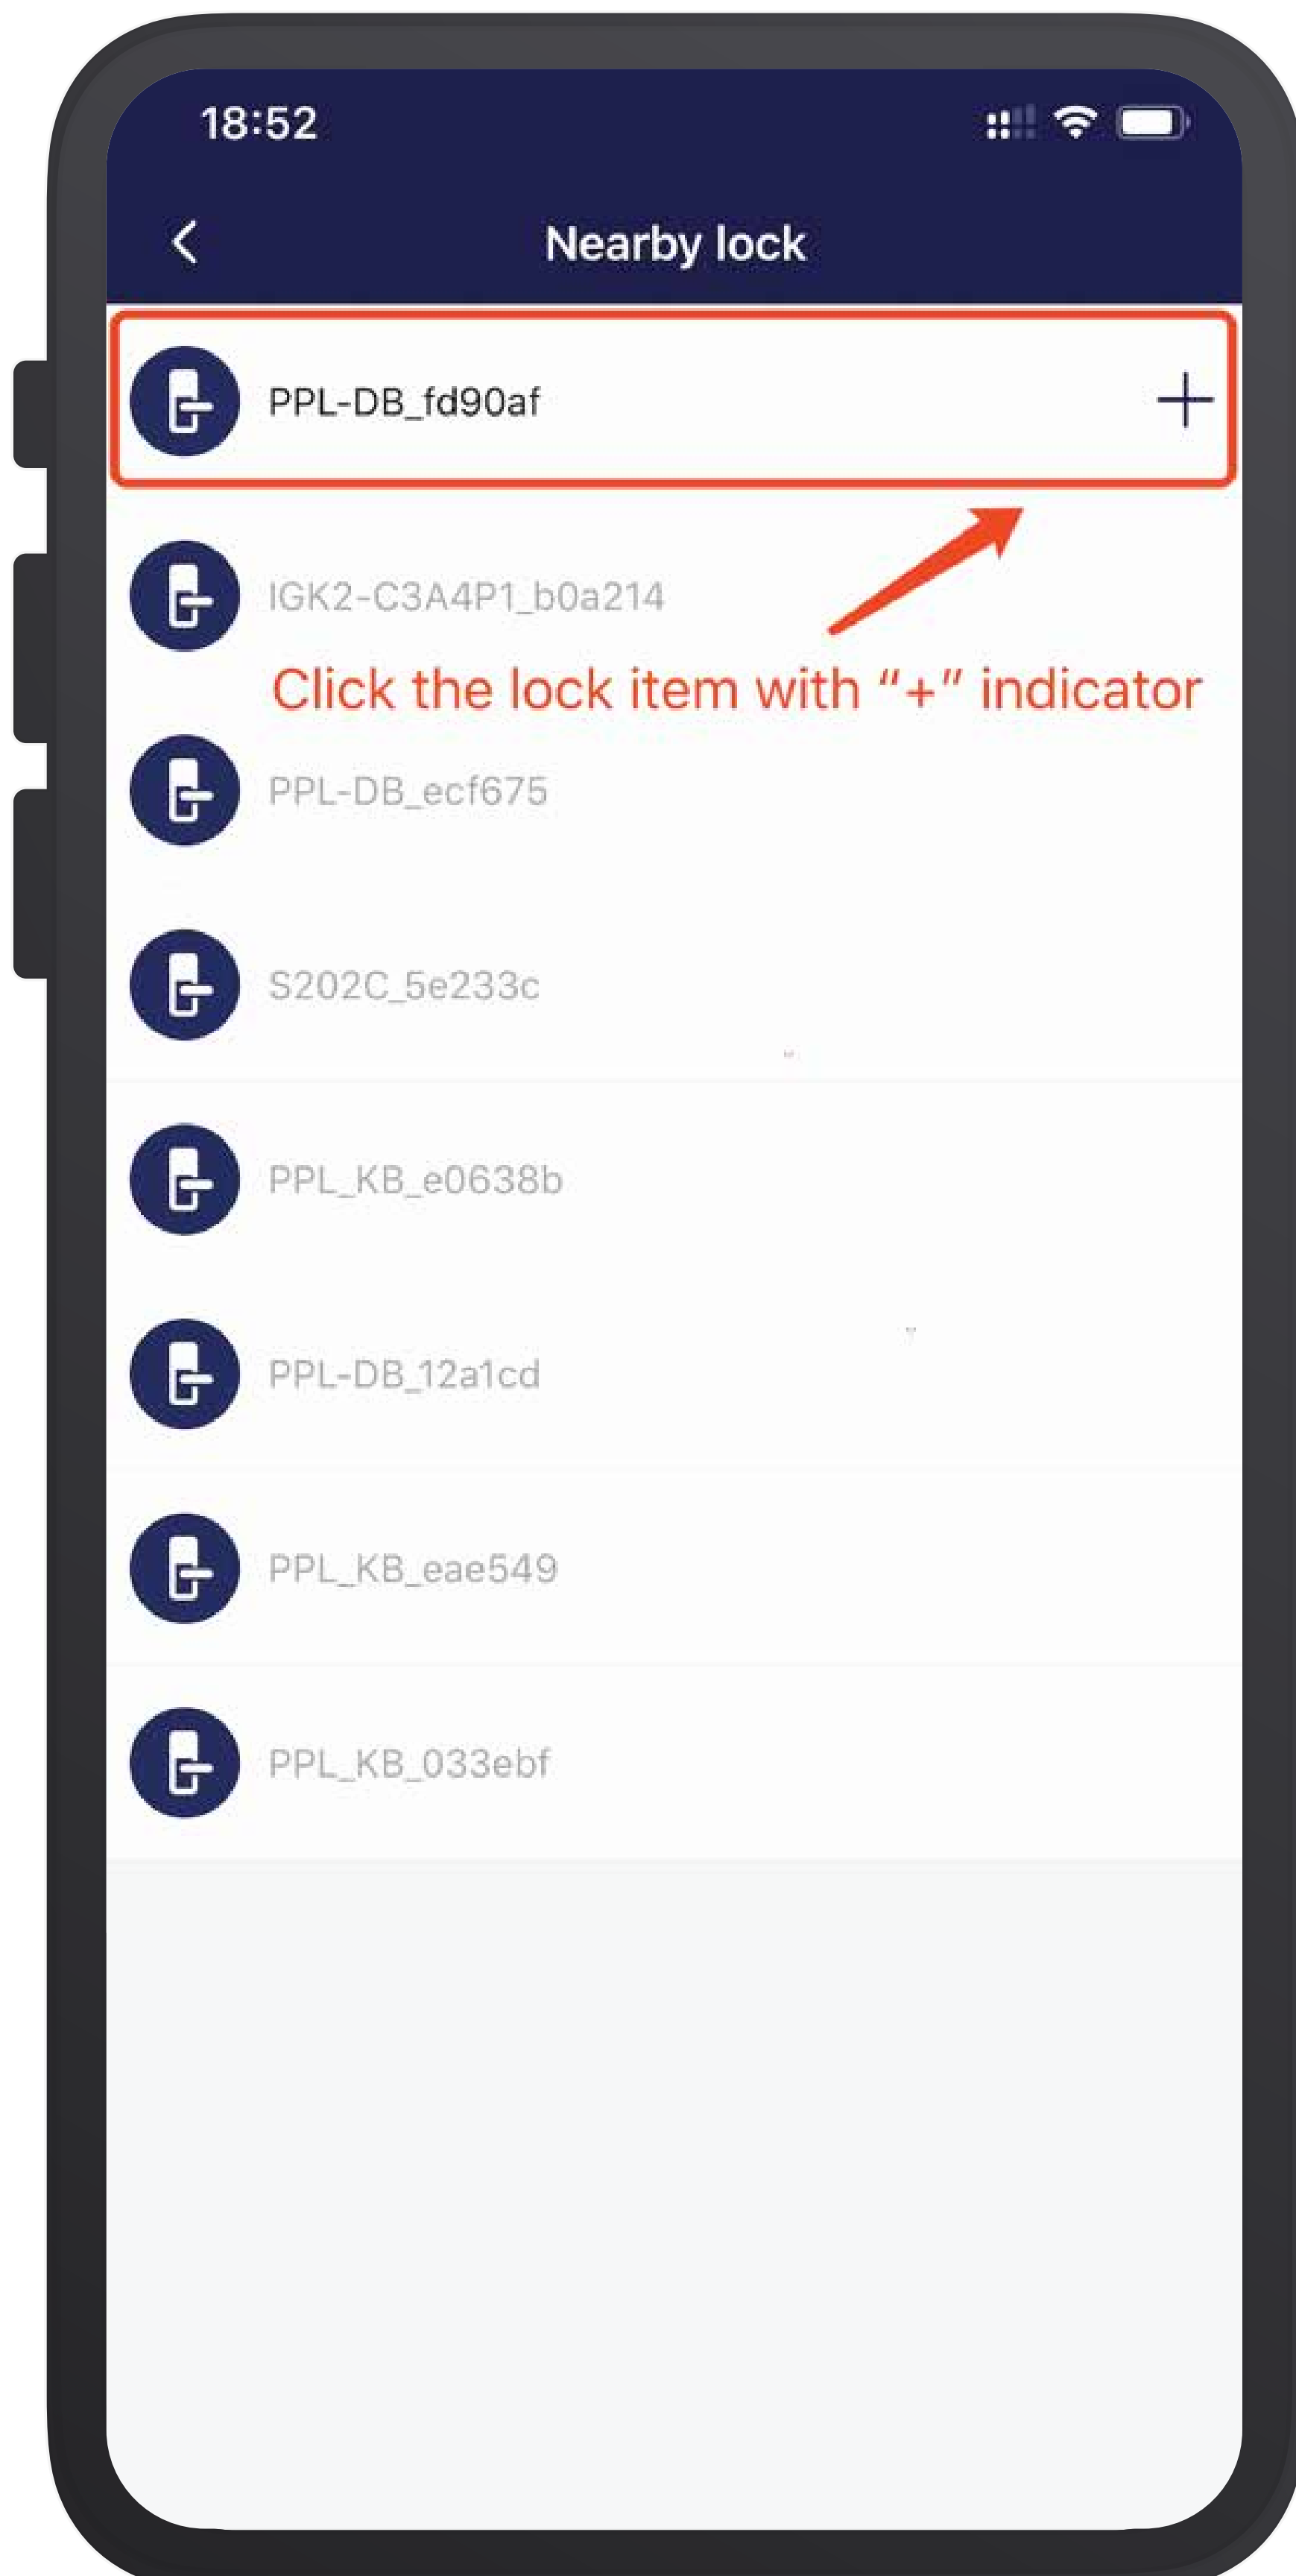 18:52
Nearby lock
PPL-DB_fd90af
IGK2-C3A4P1_b0a214
Click the lock item with “+” indicator
PPL-DB_ecf675
S202C_5e233c
PPL_KB_e0638b
PPL-DB_12a1cd
PPL_KB_eae549
PPL_KB_033ebf